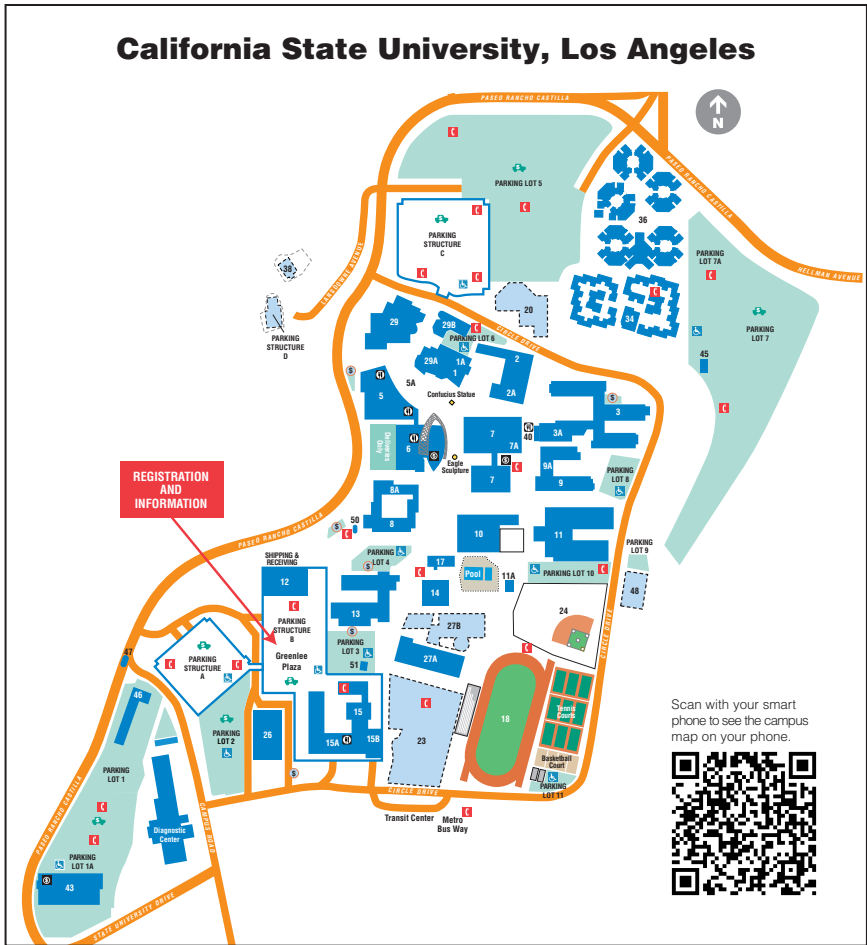 California State University, Los Angeles
PASEO RANCHO CASTILLA
N
PARKING LOT 5
PASEO RANCHO CASTILLA
36
PARKING
STRUCTURE
C
PARKING
LOT 7A
HELLMAN AVENUE
LANSDOWNE AVENUE
38
20
34
PARKING
LOT 7
PARKING
STRUCTURE
D
29
29B
PARKING LOT 6
CIRCLE DRIVE
45
29A
1A
1
2
5A
2A
5
Confucius Statue
3
Deliveries
Only
6
7
7A
40
3A
Eagle
Sculpture
7
9A
9
PARKING
LOT 8
REGISTRATION
AND
INFORMATION
8A
8
50
10
11
PASEO RANCHO CASTILLA
PARKING
LOT 9
SHIPPING &
RECEIVING
PARKING
LOT 4
17
Pool
11A
PARKING LOT 10
48
12
14
13
24
PARKING
STRUCTURE
B
27B
CIRCLE DRIVE
Greenlee
Plaza
PARKING
LOT 3
51
27A
47
PARKING
STRUCTURE
A
46
15
18
Tennis
Courts
PARKING
LOT 2
26
15A
15B
23
Basketball
Court
PARKING
LOT 11
CIRCLE DRIVE
PARKING
LOT 1
Transit Center
Metro
Bus Way
PASEO RANCHO CASTILLA
CAMPUS ROAD
Diagnostic
Center
PARKING
LOT 1A
43
STATE UNIVERSITY DRIVE
Scan with your smart
phone to see the campus
map on your phone.